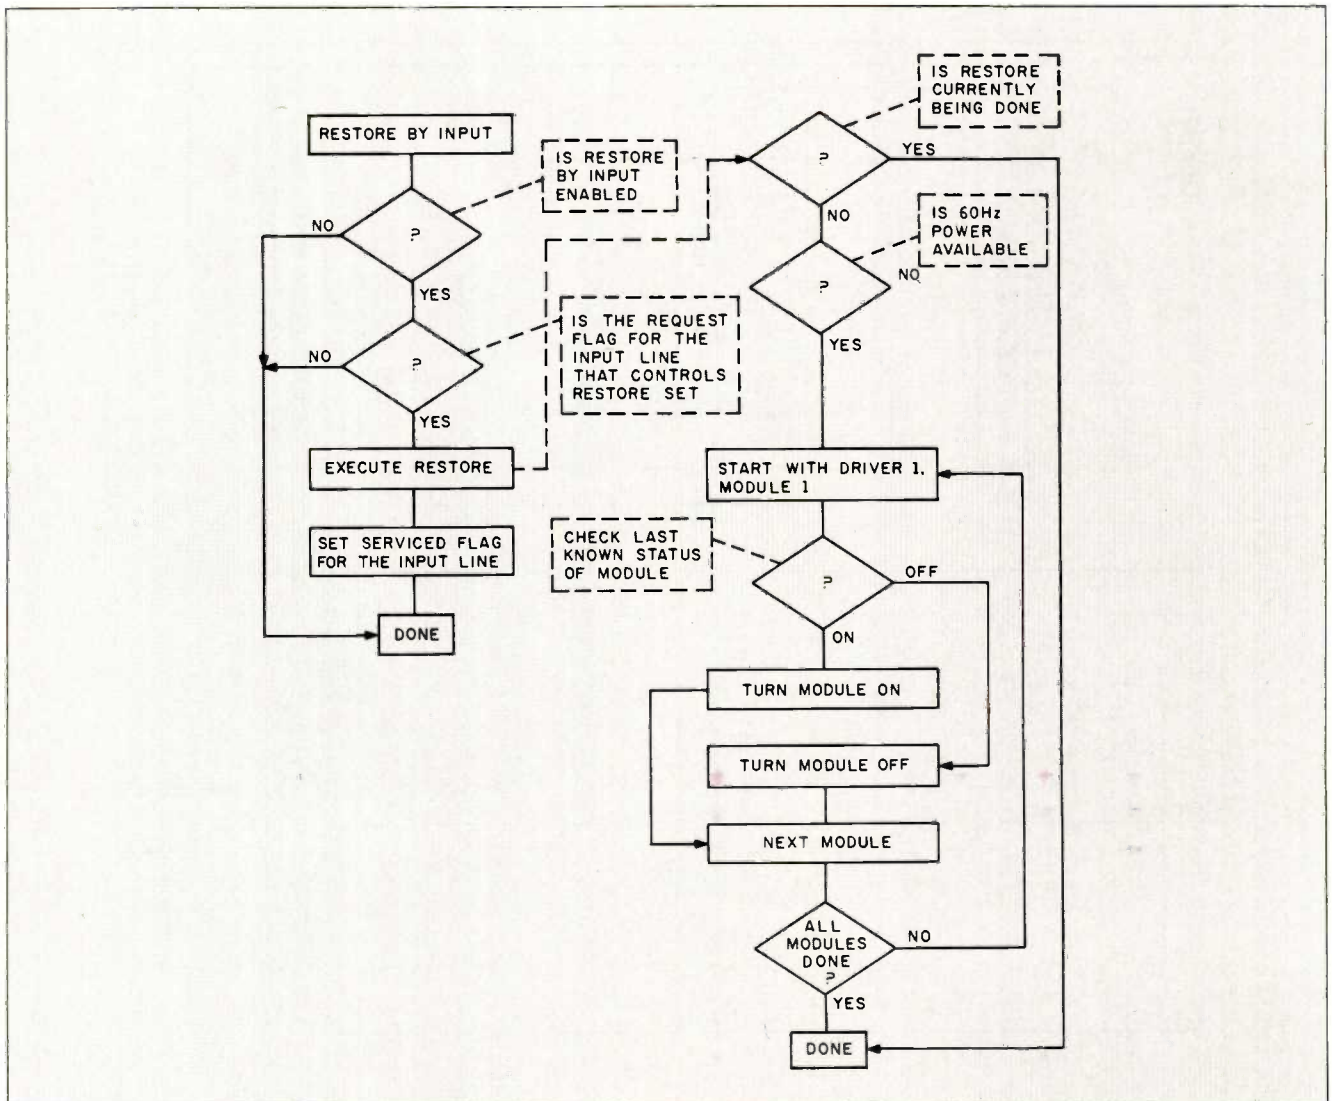 RESTORE BY INPUT
?
IS RESTORE
BY INPUT
ENABLED
NO
YES
?
IS THE REQUEST
FLAG FOR THE
INPUT LINE
THAT CONTROLS
RESTORE SET
NO
YES
EXECUTE RESTORE
SET SERVICED FLAG
FOR THE INPUT LINE
DONE
IS RESTORE
CURRENTLY
BEING DONE
?
YES
NO
IS 60Hz
POWER
AVAILABLE
?
NO
YES
START WITH DRIVER 1,
MODULE 1
CHECK LAST
KNOWN STATUS
OF MODULE
?
OFF
ON
TURN MODULE ON
TURN MODULE OFF
NEXT MODULE
ALL
MODULES
DONE
?
NO
YES
DONE